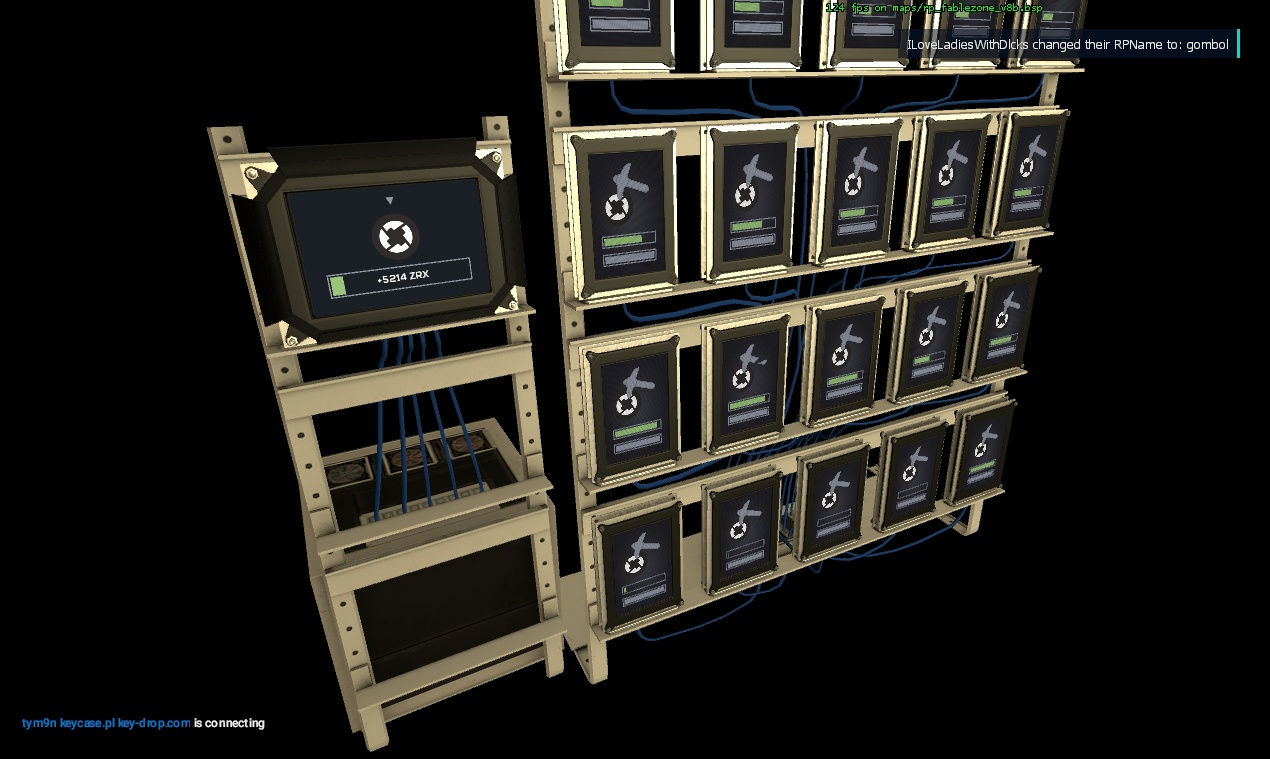 124 fps on maps/rp_fablezone_v8b.bsp
ILoveLadiesWithDIcks changed their RPName to: gombol
+5214 ZRX
tym9n keycase.pl key-drop.com is connecting